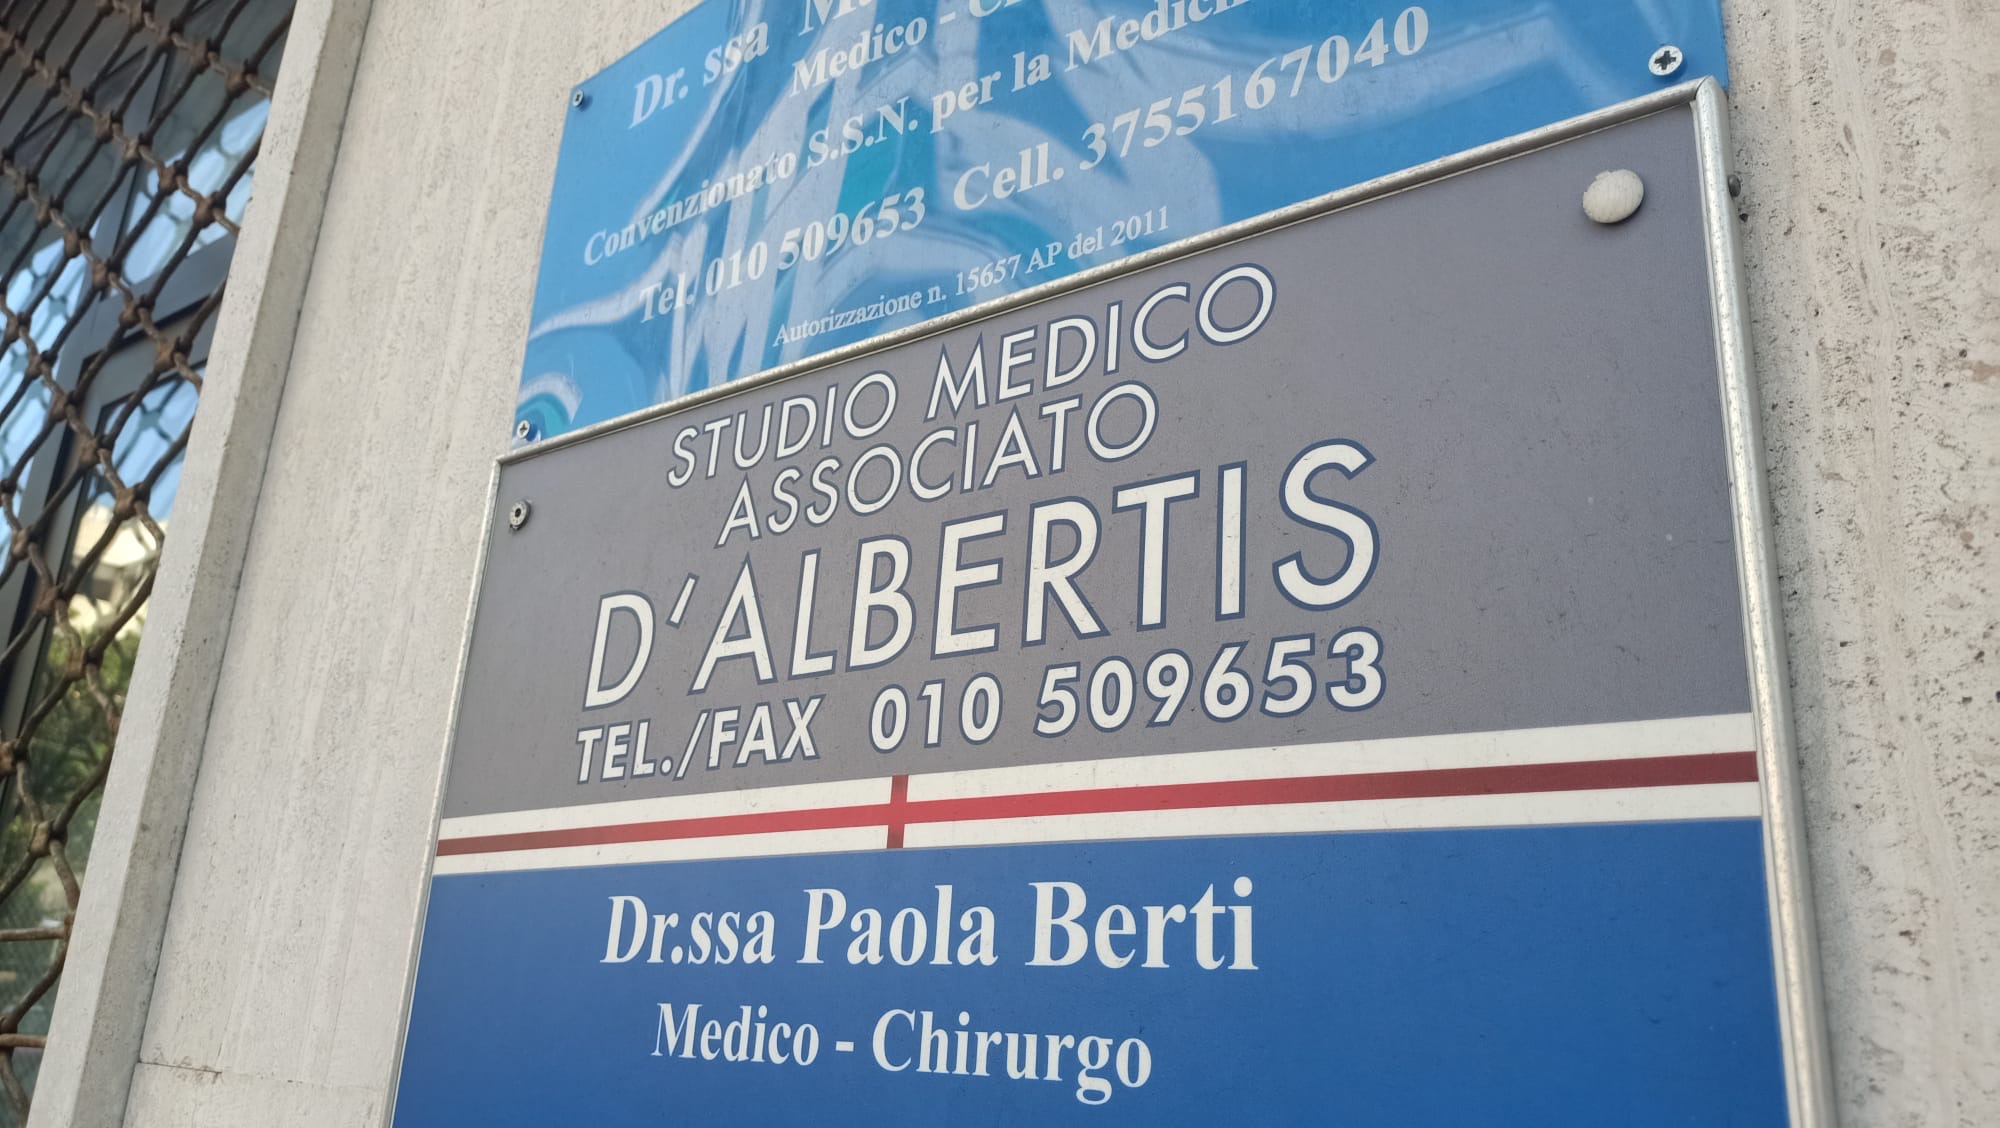 Dr. ssa
Medico -
Convenzionato S.S.N. per la
Tel. 010 509653 Cell. 3755167040
Autorizzazione n. 15657 AP del 2011
STUDIO MEDICO
ASSOCIATO
D'ALBERTIS
TEL./FAX 010 509653
Dr.ssa Paola Berti
Medico - Chirurgo